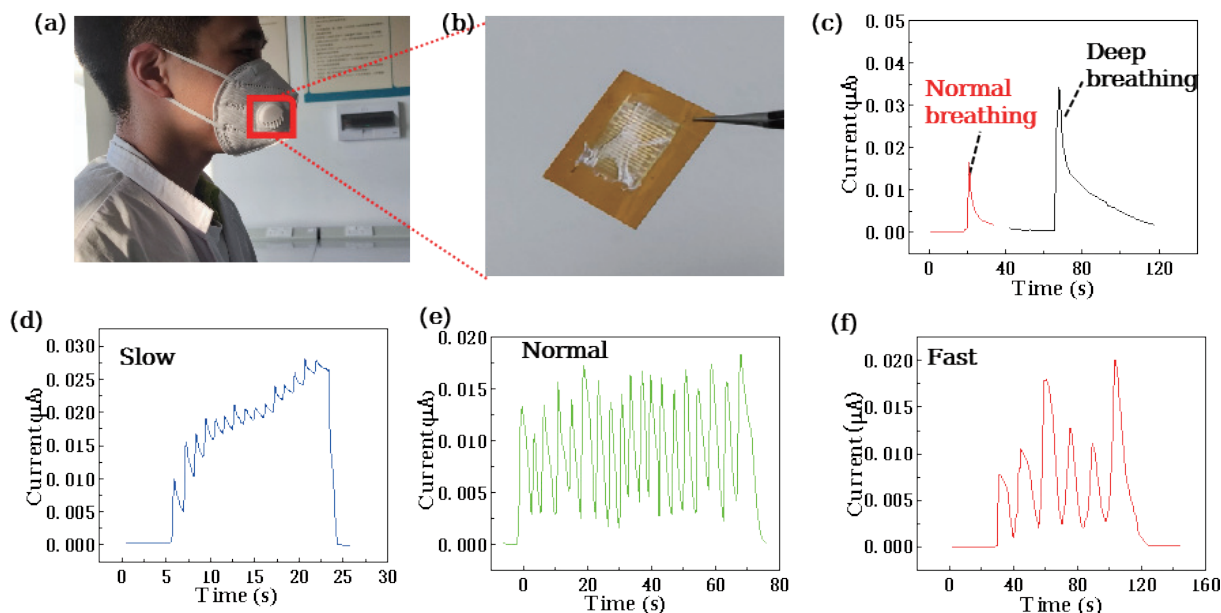 (a)
(b)
(c)
Current (μA)
0.05
0.04
0.03
0.02
0.01
0.00
Normal
breathing
Deep
breathing
0
40
80
120
Time (s)
(d)
Slow
Current (μA)
0.030
0.025
0.020
0.015
0.010
0.005
0.000
0
5
10
15
20
25
30
Time (s)
(e)
Normal
Current (μA)
0.020
0.015
0.010
0.005
0.000
0
20
40
60
80
Time (s)
(f)
Fast
Current (μA)
0.020
0.015
0.010
0.005
0.000
0
40
80
120
160
Time (s)